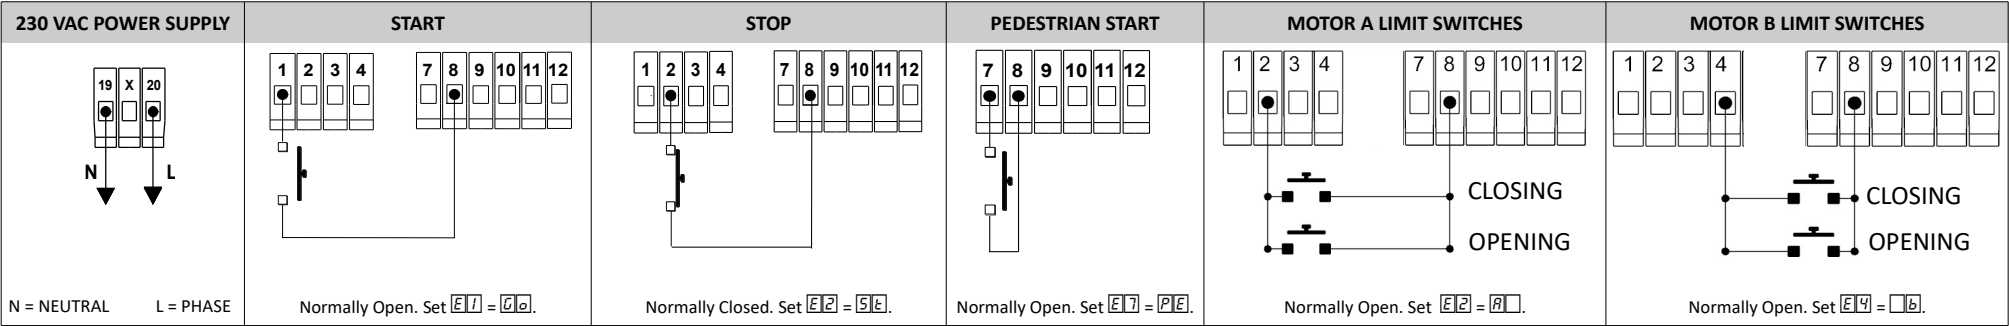 230 VAC POWER SUPPLY
19 X 20
N L
N = NEUTRAL L = PHASE
START
1 2 3 4 7 8 9 10 11 12
Normally Open. Set E1 = Go.
STOP
1 2 3 4 7 8 9 10 11 12
Normally Closed. Set E2 = St.
PEDESTRIAN START
7 8 9 10 11 12
Normally Open. Set E7 = PE.
MOTOR A LIMIT SWITCHES
1 2 3 4 7 8 9 10 11 12
CLOSING
OPENING
Normally Open. Set E2 = A .
MOTOR B LIMIT SWITCHES
1 2 3 4 7 8 9 10 11 12
CLOSING
OPENING
Normally Open. Set E4 = b.